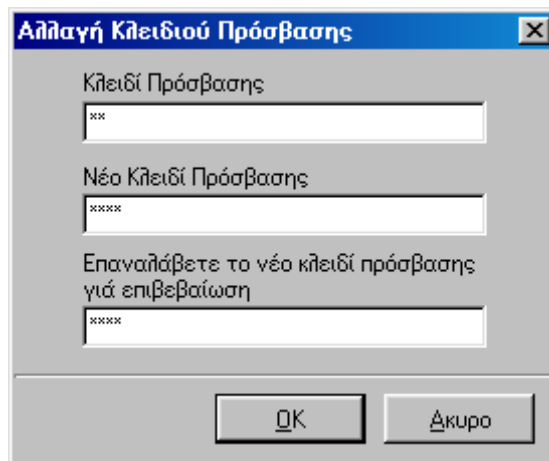 Αλλαγή Κλειδιού Πρόσβασης
Κλειδί Πρόσβασης
**
Νέο Κλειδί Πρόσβασης
****
Επαναλάβετε το νέο κλειδί πρόσβασης
γιά επιβεβαίωση
****
OK
Ακυρο